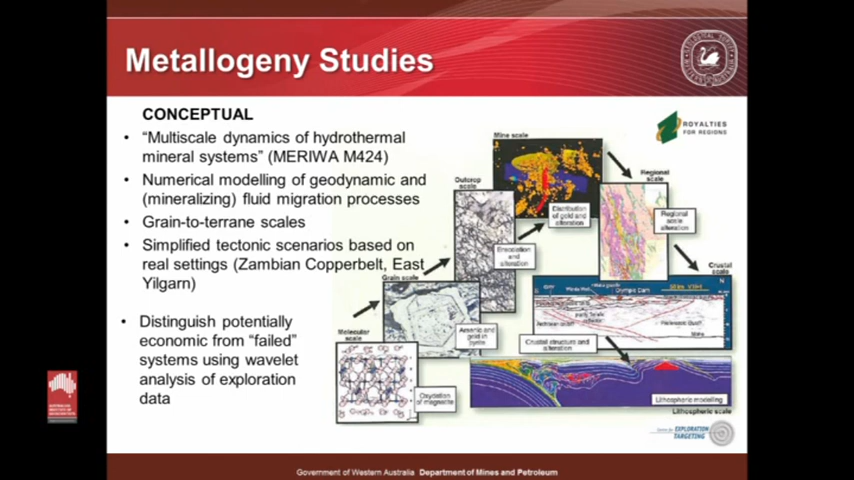 Metallogeny Studies
CONCEPTUAL
• “Multiscale dynamics of hydrothermal
mineral systems” (MERIWA M424)
• Numerical modelling of geodynamic and
(mineralizing) fluid migration processes
• Grain-to-terrane scales
• Simplified tectonic scenarios based on
real settings (Zambian Copperbelt, East
Yilgarn)
• Distinguish potentially
economic from “failed”
systems using wavelet
analysis of exploration
data
ROYALTIES
FOR REGIONS
Mine scale
Regional
scale
Outcrop
scale
Distribution
of gold and
alteration
Regional
scale
alteration
Brecciation
and
alteration
Crustal
scale
Grain scale
Olympic Dam
Arsenic and
gold in
pyrite
Crustal structure and
alteration
Molecular
scale
Oxydation
of magnetite
Lithospheric modelling
Lithospheric scale
Centre for EXPLORATION
TARGETING
Government of Western Australia Department of Mines and Petroleum